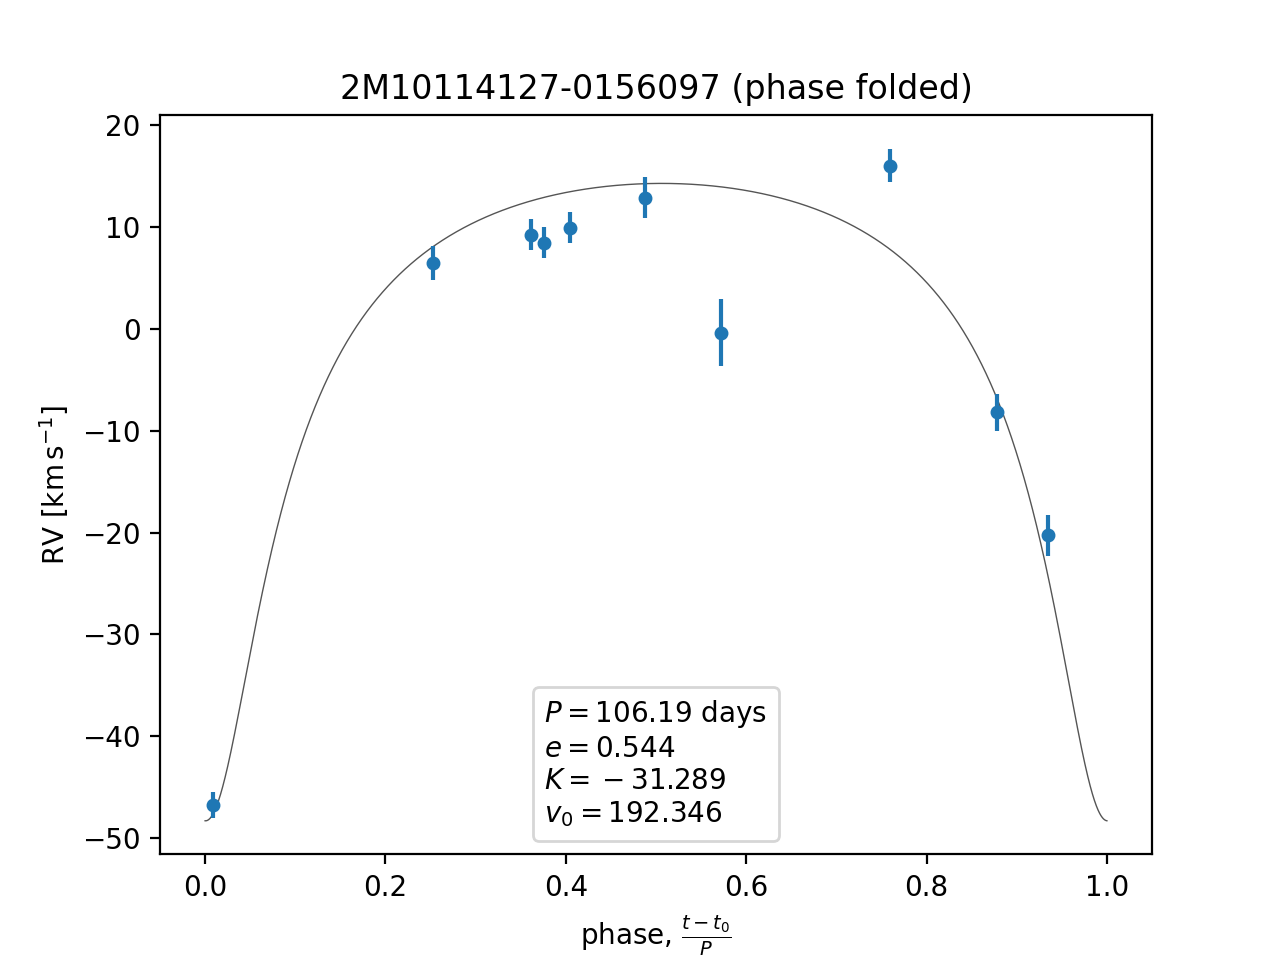 2M10114127-0156097 (phase folded)
20
10
0
−10
−20
−30
−40
−50
RV [km s⁻¹]
P = 106.19 days
e = 0.544
K = − 31.289
v₀ = 192.346
0.0 0.2 0.4 0.6 0.8 1.0
phase, (t − t₀)/P